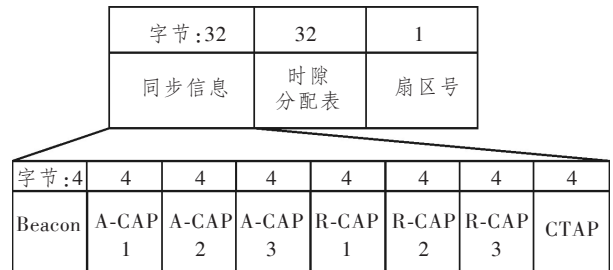 字节:32 32 1
同步信息 时隙 扇区号
分配表
字节:4 4 4 4 4 4 4 4
Beacon A-CAP A-CAP A-CAP R-CAP R-CAP R-CAP CTAP
1 2 3 1 2 3